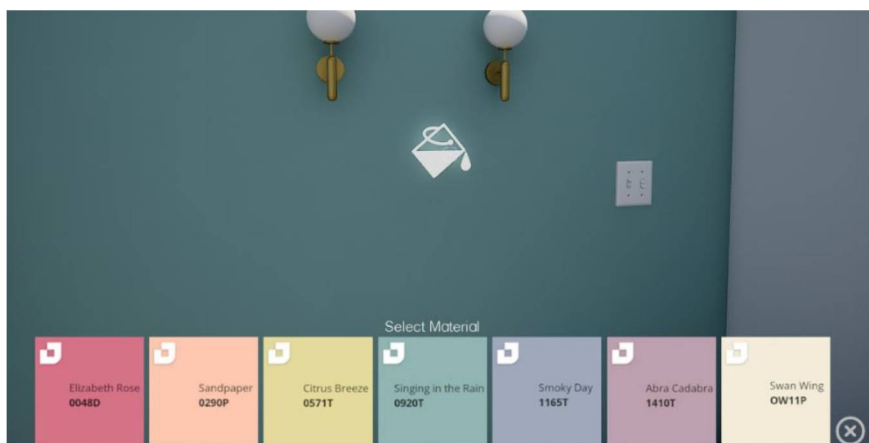 Select Material
Elizabeth Rose
0048D
Sandpaper
0290P
Citrus Breeze
0571T
Singing in the Rain
0920T
Smoky Day
1165T
Abra Cadabra
1410T
Swan Wing
OW11P